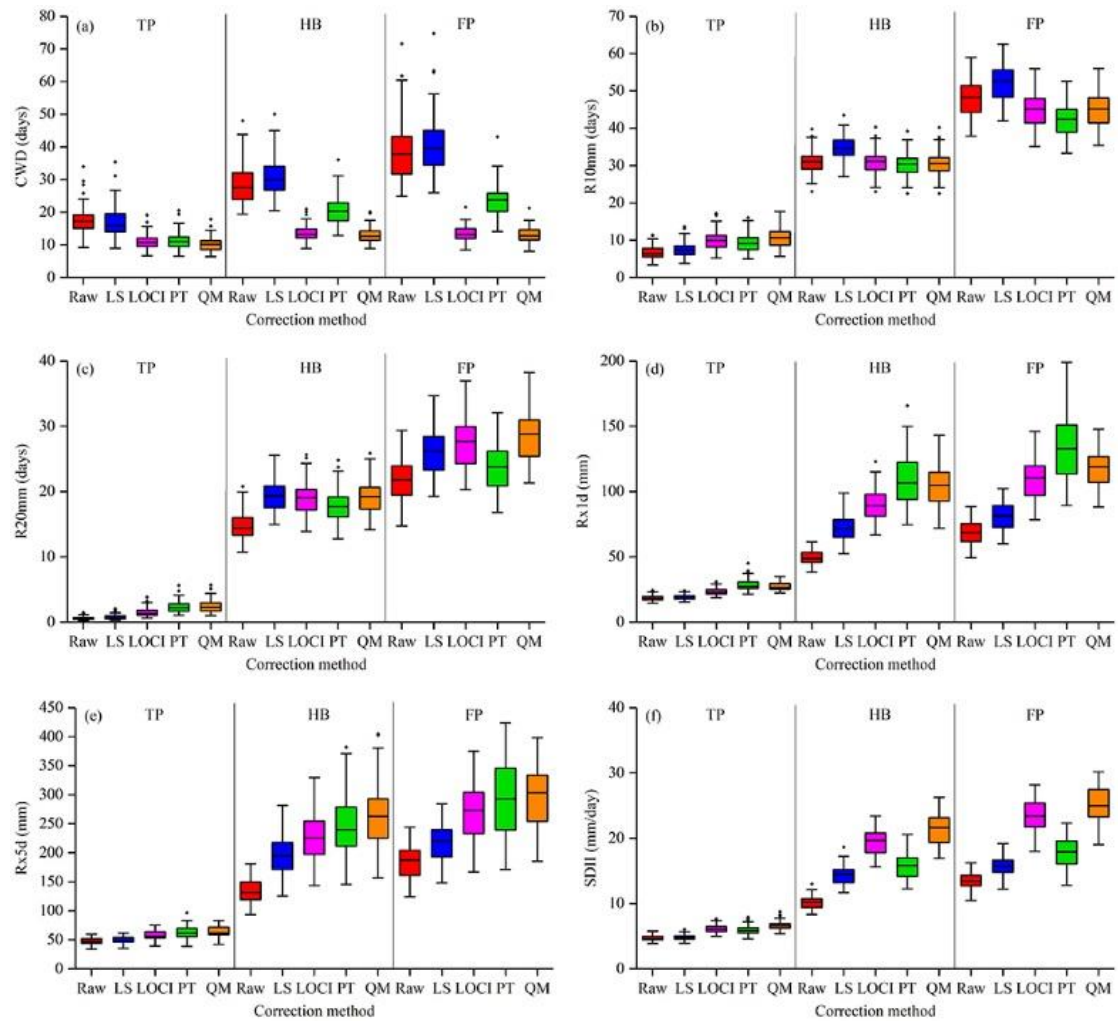 (a) TP HB FP
CWD (days)
80
70
60
50
40
30
20
10
0
Raw LS LOCI PT QM Raw LS LOCI PT QM Raw LS LOCI PT QM
Correction method
(b) TP HB FP
R10mm (days)
70
60
50
40
30
20
10
0
Raw LS LOCI PT QM Raw LS LOCI PT QM Raw LS LOCI PT QM
Correction method
(c) TP HB FP
R20mm (days)
40
30
20
10
0
Raw LS LOCI PT QM Raw LS LOCI PT QM Raw LS LOCI PT QM
Correction method
(d) TP HB FP
Rx1d (mm)
200
150
100
50
0
Raw LS LOCI PT QM Raw LS LOCI PT QM Raw LS LOCI PT QM
Correction method
(e) TP HB FP
Rx5d (mm)
450
400
350
300
250
200
150
100
50
0
Raw LS LOCI PT QM Raw LS LOCI PT QM Raw LS LOCI PT QM
Correction method
(f) TP HB FP
SDII (mm/day)
40
30
20
10
0
Raw LS LOCI PT QM Raw LS LOCI PT QM Raw LS LOCI PT QM
Correction method